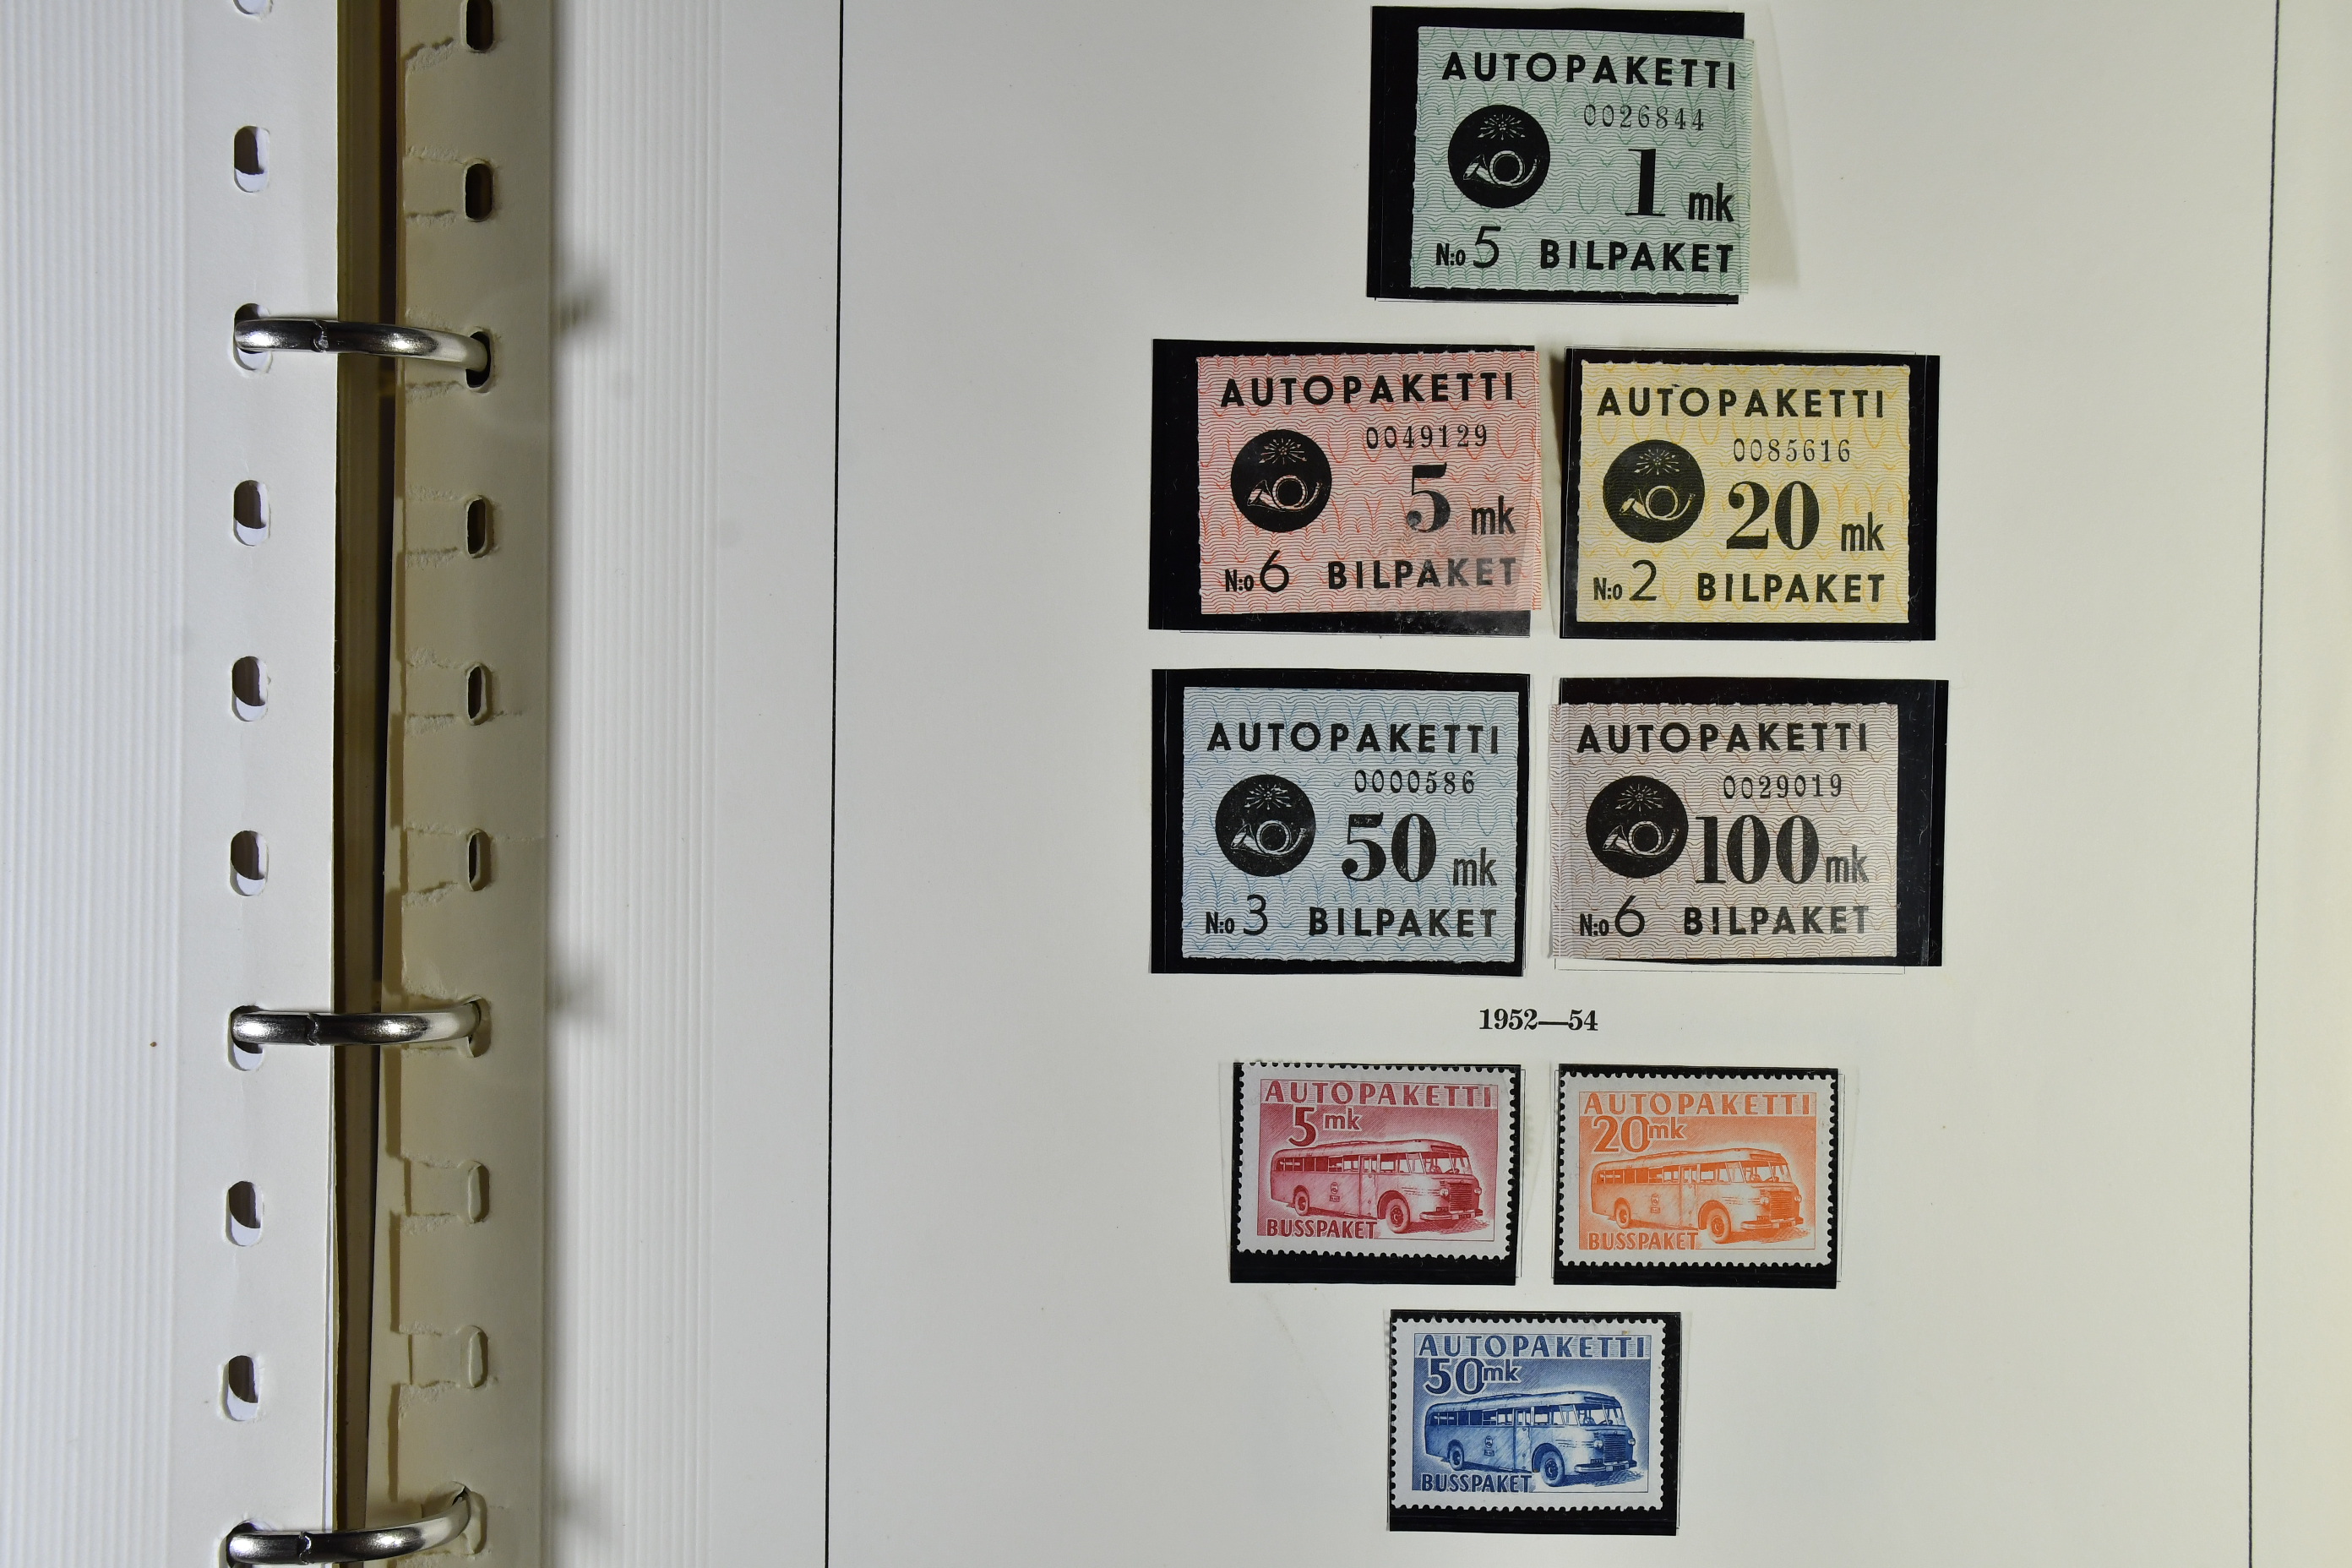 AUTOPAKETTI
0026844
1 mk
N:o 5 BILPAKET
AUTOPAKETTI
0049129
5 mk
N:o 6 BILPAKET
AUTOPAKETTI
0085616
20 mk
N:o 2 BILPAKET
AUTOPAKETTI
0000586
50 mk
N:o 3 BILPAKET
AUTOPAKETTI
0029019
100 mk
N:o 6 BILPAKET
1952—54
AUTOPAKETTI
5 mk
BUSSPAKET
AUTOPAKETTI
20 mk
BUSSPAKET
AUTOPAKETTI
50 mk
BUSSPAKET